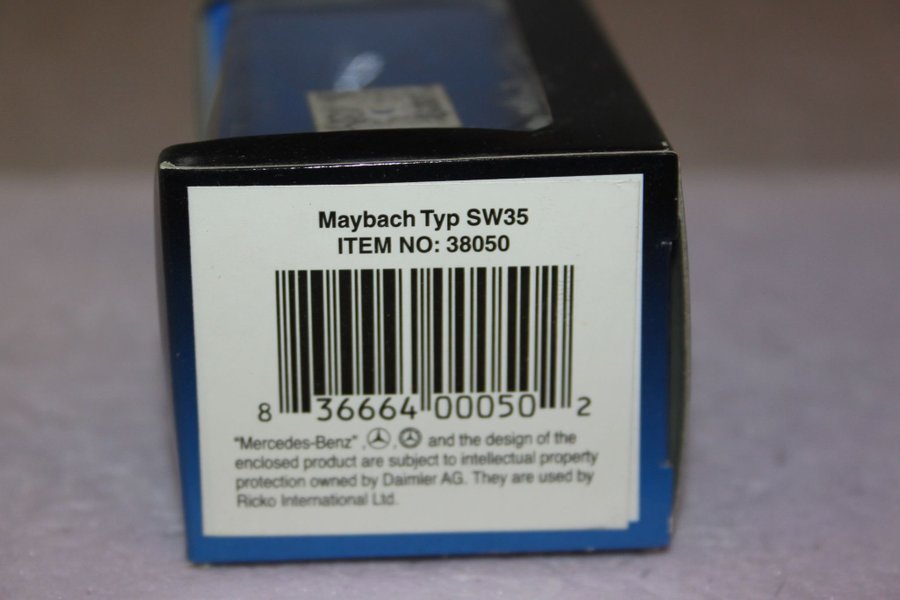 Maybach Typ SW35
ITEM NO: 38050
8 36664 00050 2
"Mercedes-Benz" , , and the design of the
enclosed product are subject to intellectual property
protection owned by Daimler AG. They are used by
Ricko International Ltd.